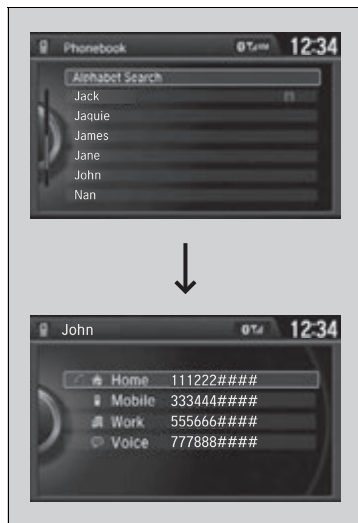 Phonebook 12:34
Alphabet Search
Jack
Jaquie
James
Jane
John
Nan
John 12:34
Home 111222####
Mobile 333444####
Work 555666####
Voice 777888####